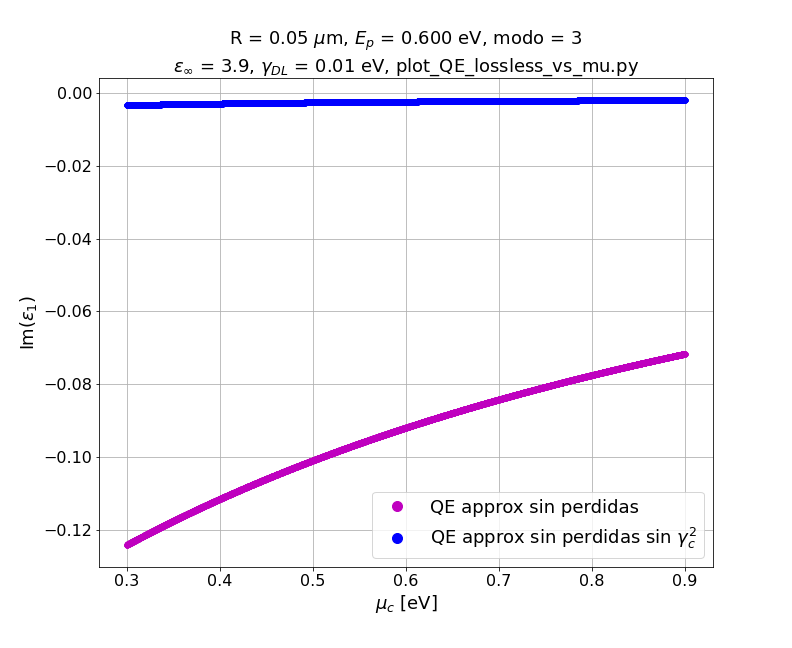 R = 0.05 μm, E_p = 0.600 eV, modo = 3
ε_∞ = 3.9, γ_DL = 0.01 eV, plot_QE_lossless_vs_mu.py
0.00
−0.02
−0.04
−0.06
−0.08
−0.10
−0.12
Im(ε₁)
QE approx sin perdidas
QE approx sin perdidas sin γ_c^2
0.3 0.4 0.5 0.6 0.7 0.8 0.9
μ_c [eV]